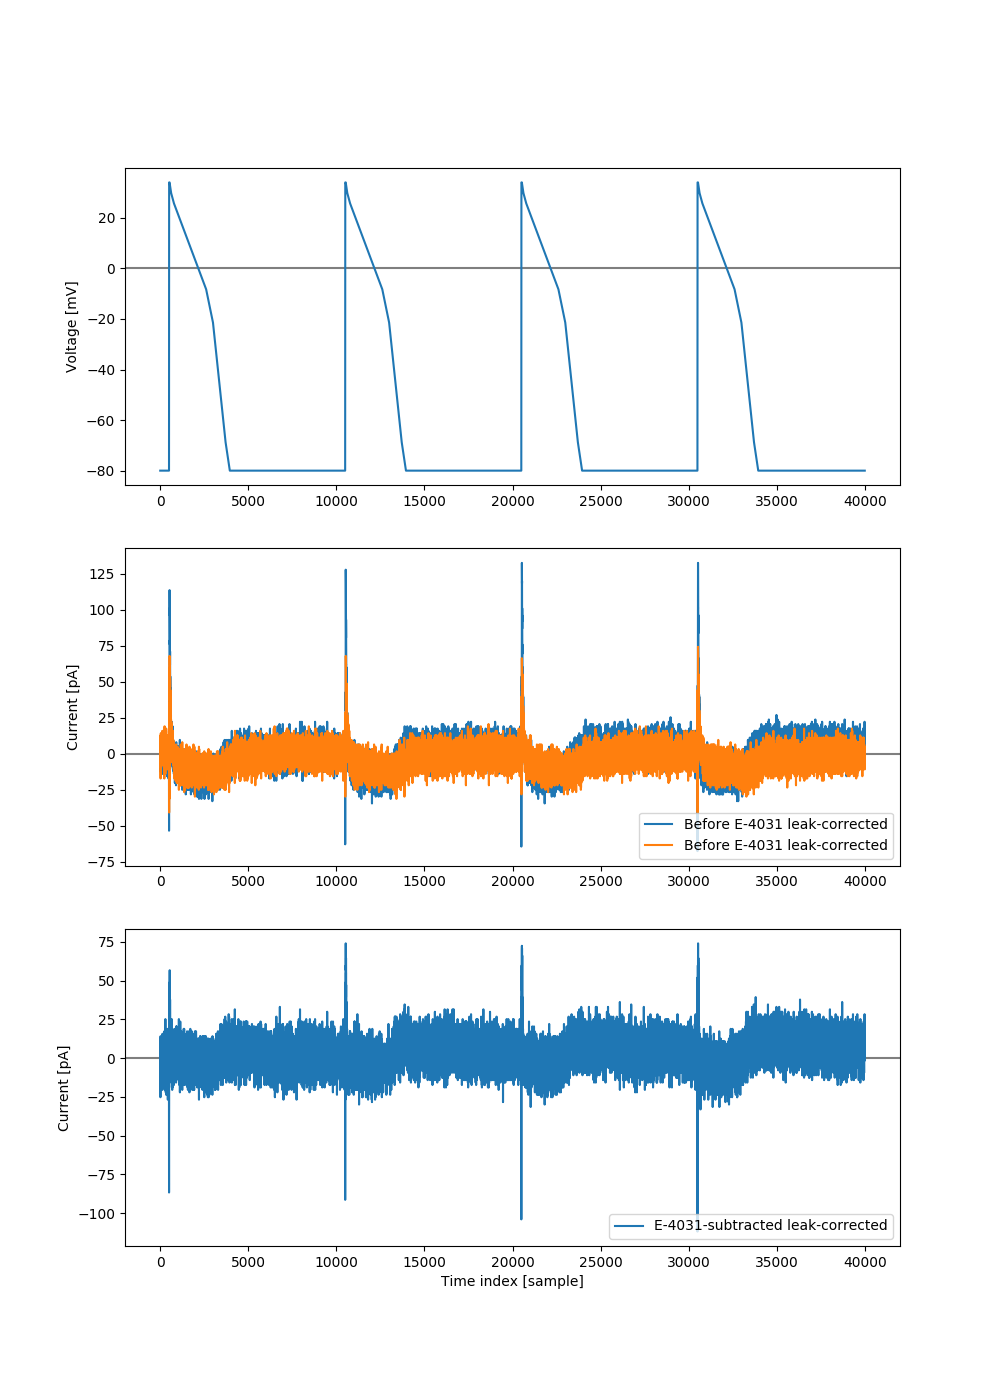 20
0
−20
−40
−60
−80
Voltage [mV]
0 5000 10000 15000 20000 25000 30000 35000 40000
125
100
75
50
25
0
−25
−50
−75
Current [pA]
Before E-4031 leak-corrected
Before E-4031 leak-corrected
0 5000 10000 15000 20000 25000 30000 35000 40000
75
50
25
0
−25
−50
−75
−100
Current [pA]
E-4031-subtracted leak-corrected
0 5000 10000 15000 20000 25000 30000 35000 40000
Time index [sample]